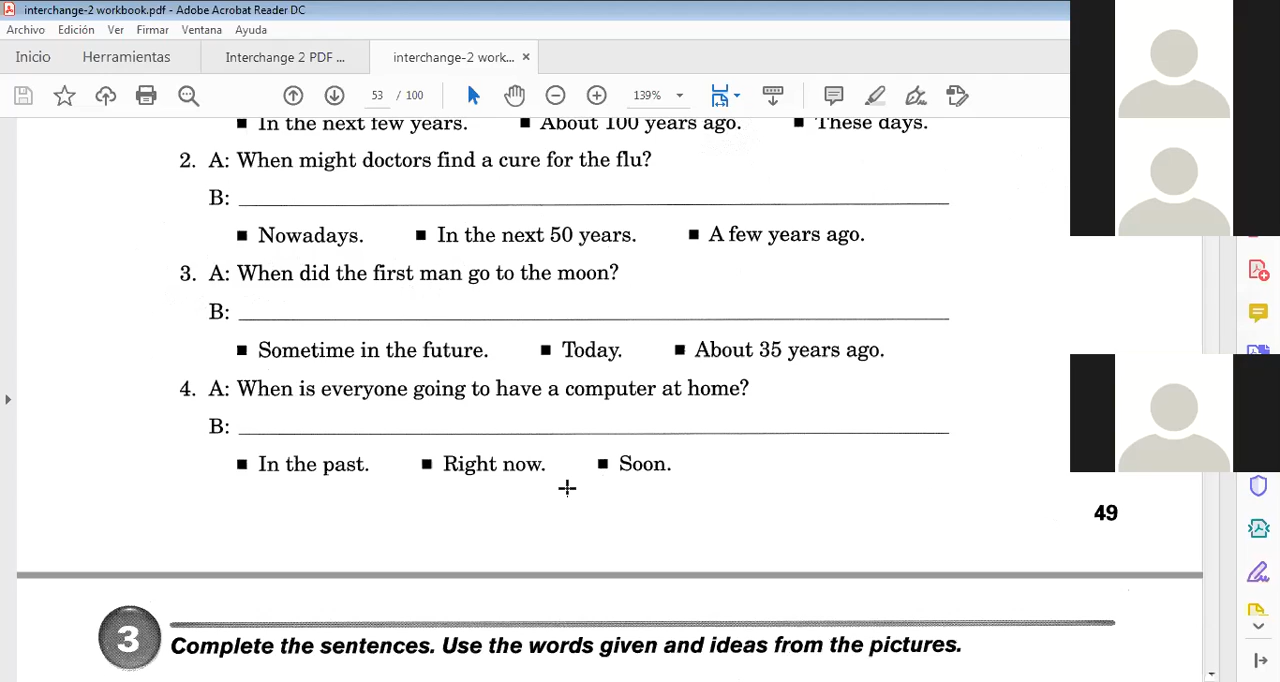 interchange-2 workbook.pdf - Adobe Acrobat Reader DC
Archivo Edición Ver Firmar Ventana Ayuda
Inicio Herramientas Interchange 2 PDF ... interchange-2 work... ×
53 / 100 139%
■ In the next few years. ■ About 100 years ago. ■ These days.
2. A: When might doctors find a cure for the flu?
B: ____________
■ Nowadays. ■ In the next 50 years. ■ A few years ago.
3. A: When did the first man go to the moon?
B: ____________
■ Sometime in the future. ■ Today. ■ About 35 years ago.
4. A: When is everyone going to have a computer at home?
B: ____________
■ In the past. ■ Right now. ■ Soon.
49
3 Complete the sentences. Use the words given and ideas from the pictures.